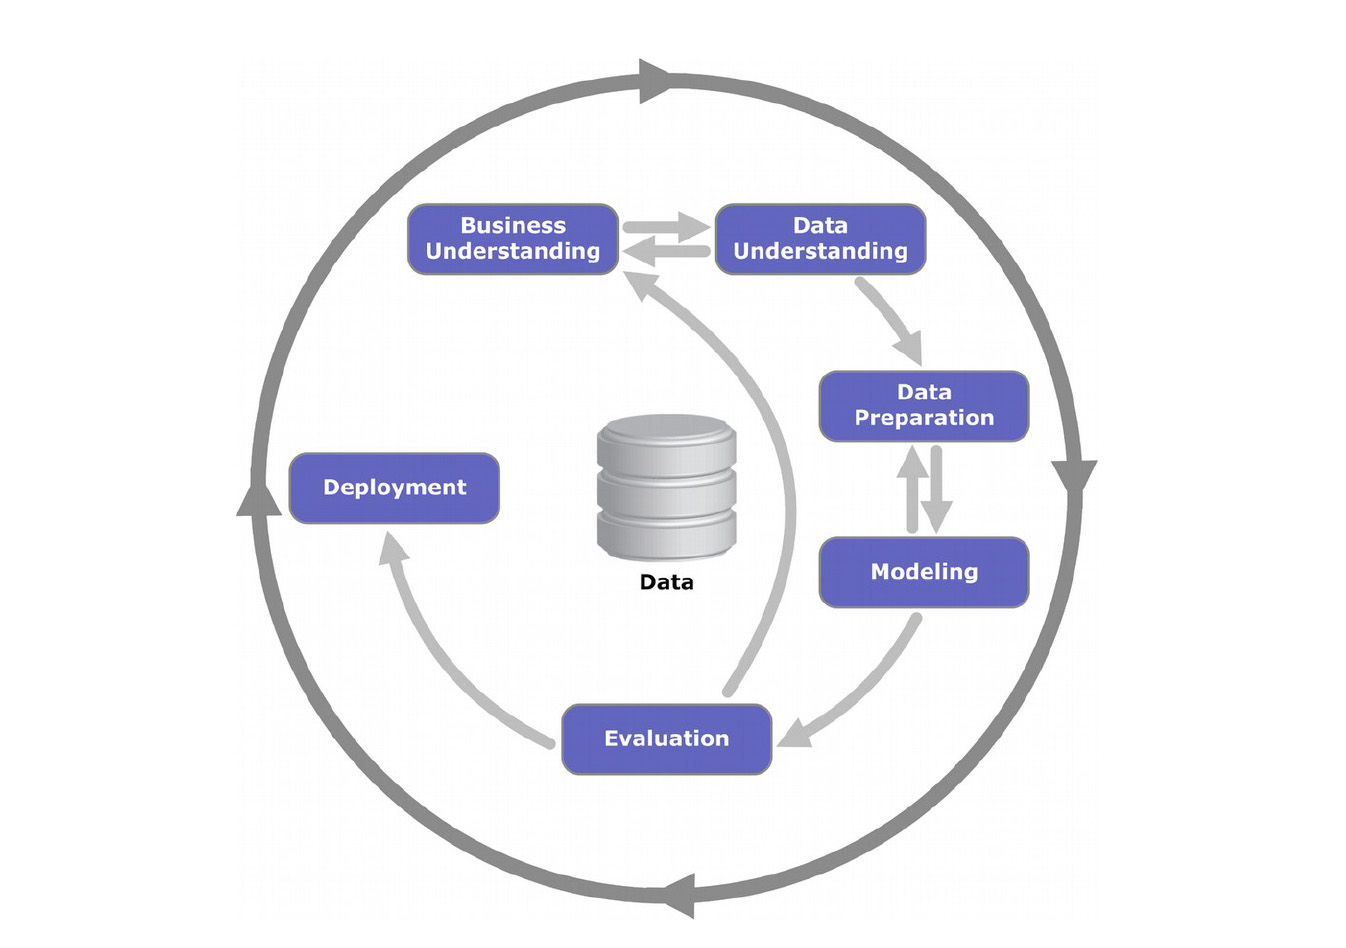 Business
Understanding
Data
Understanding
Data
Preparation
Deployment
Modeling
Data
Evaluation